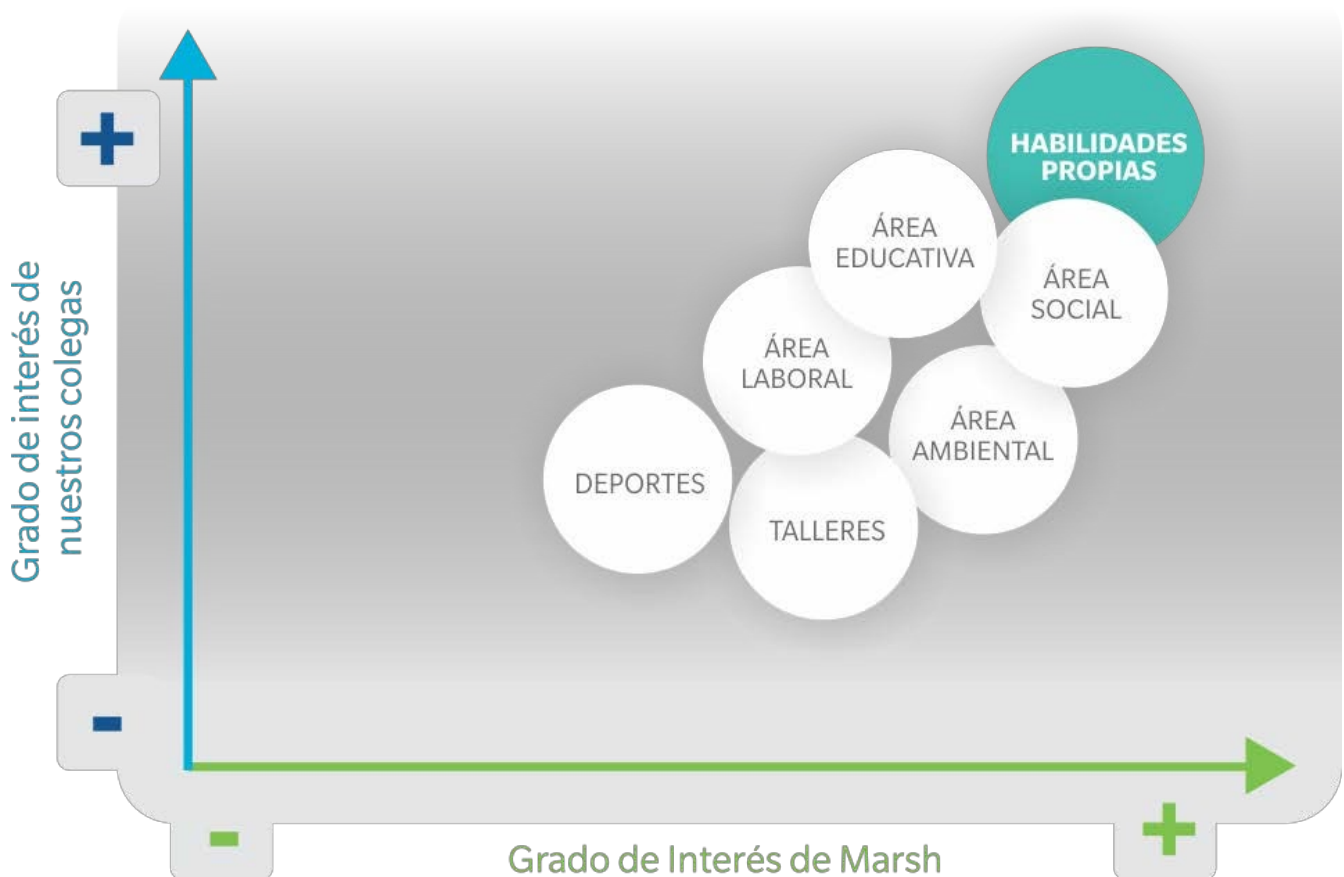 +
HABILIDADES
PROPIAS
ÁREA
EDUCATIVA
ÁREA
SOCIAL
ÁREA
LABORAL
ÁREA
AMBIENTAL
DEPORTES
TALLERES
Grado de interés de
nuestros colegas
-
-
+
Grado de Interés de Marsh